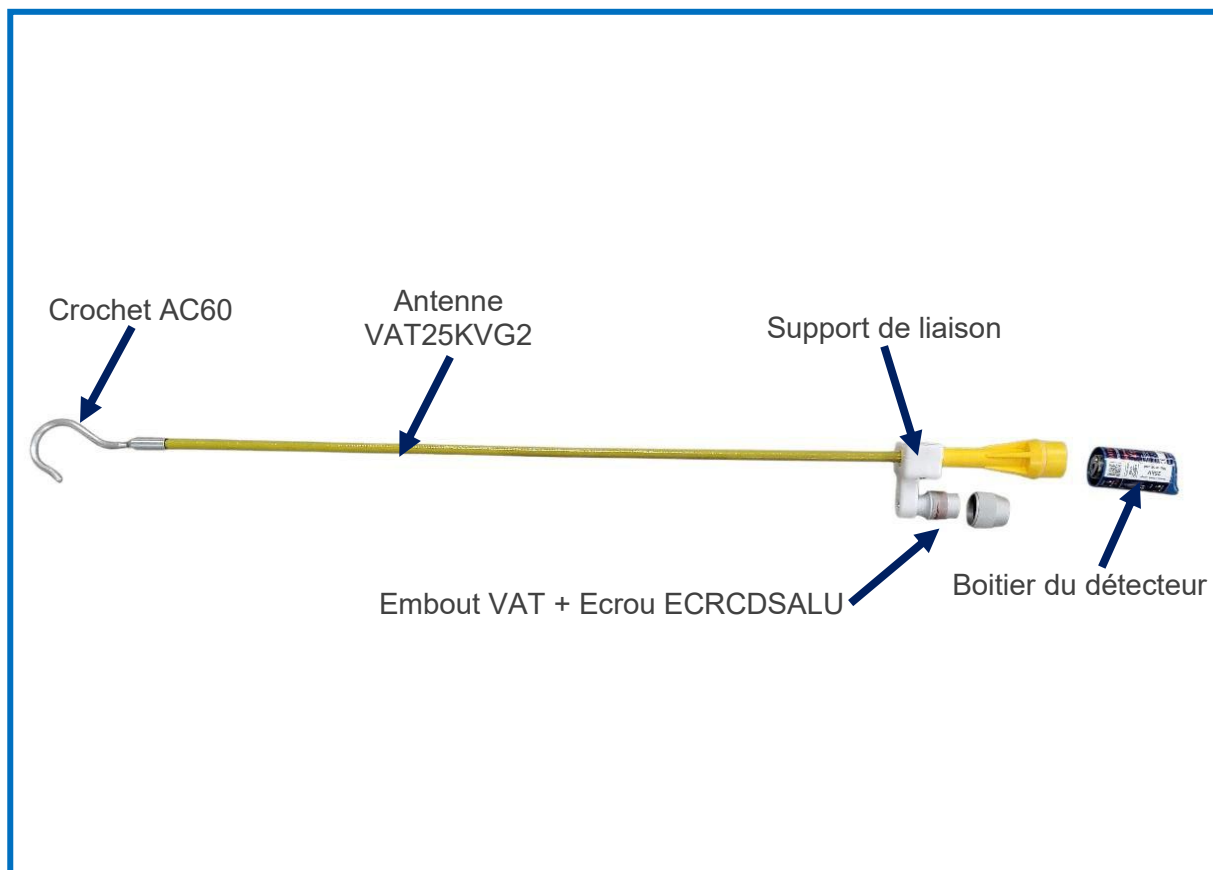 Crochet AC60
Antenne
VAT25KVG2
Support de liaison
Embout VAT + Ecrou ECRCDSALU
Boitier du détecteur